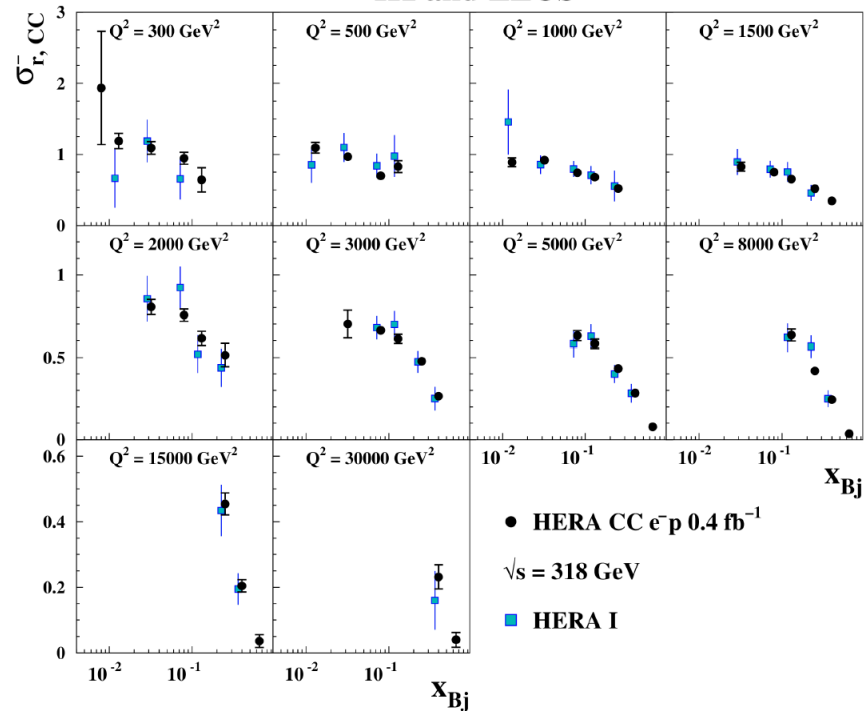 H1 and ZEUS
σ⁻r, CC
3
Q² = 300 GeV²
Q² = 500 GeV²
Q² = 1000 GeV²
Q² = 1500 GeV²
2
1
0
Q² = 2000 GeV²
Q² = 3000 GeV²
Q² = 5000 GeV²
Q² = 8000 GeV²
1
0.5
0
10⁻² 10⁻¹ 10⁻² 10⁻¹
0.6
Q² = 15000 GeV²
Q² = 30000 GeV²
xBj
0.4
HERA CC e⁻p 0.4 fb⁻¹
√s = 318 GeV
0.2
HERA I
0
10⁻² 10⁻¹ 10⁻² 10⁻¹
xBj